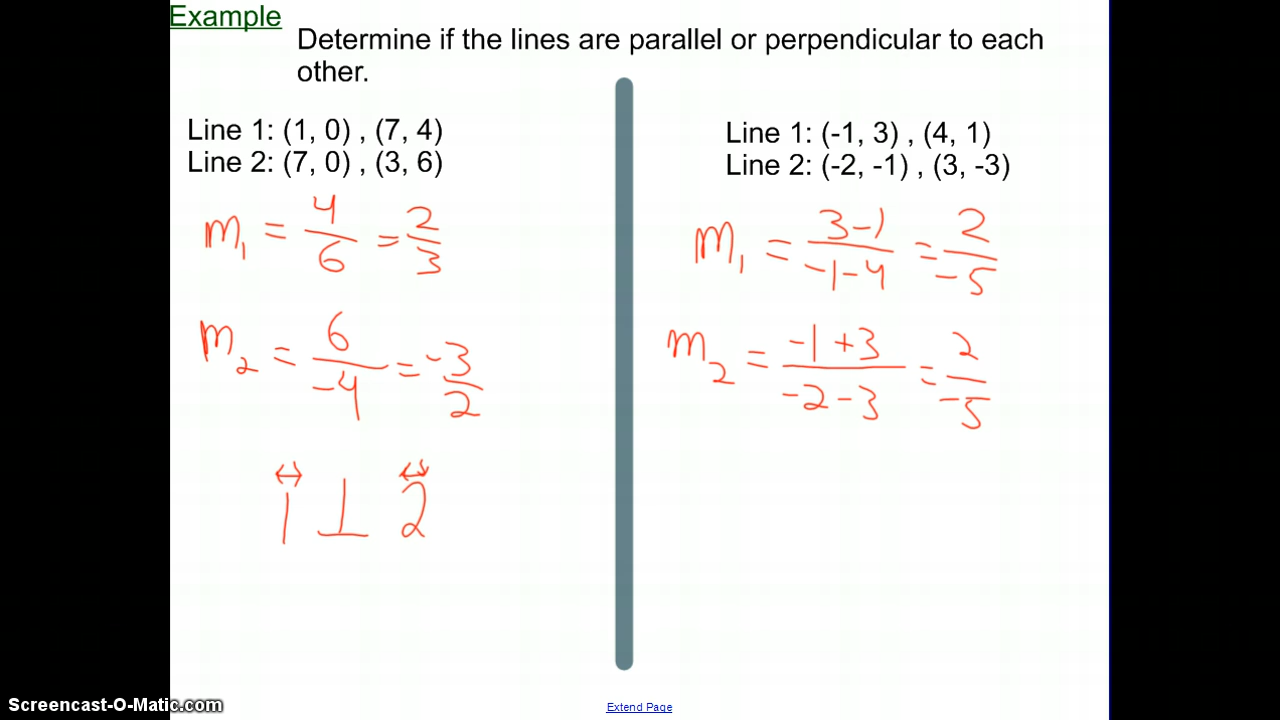 Example
Determine if the lines are parallel or perpendicular to each
other.
Line 1: (1, 0) , (7, 4)
Line 2: (7, 0) , (3, 6)
m₁ = 4/6 = 2/3
m₂ = 6/-4 = -3/2
↔1 ⊥ ↔2
Line 1: (-1, 3) , (4, 1)
Line 2: (-2, -1) , (3, -3)
m₁ = 3-1/-1-4 = 2/-5
m₂ = -1+3/-2-3 = 2/-5
Screencast-O-Matic.com
Extend Page